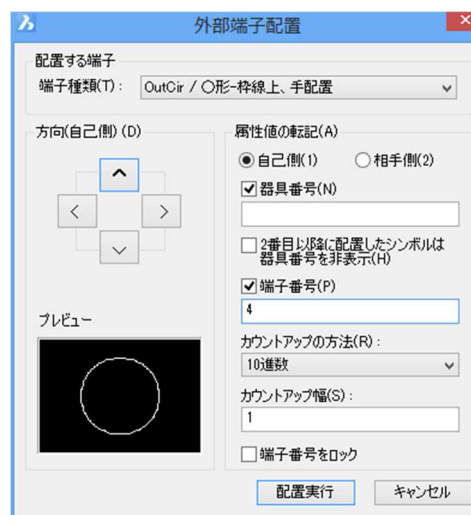 外部端子配置
配置する端子
端子種類(T)： OutCir / 〇形-枠線上、手配置
方向(自己側)(D)
プレビュー
属性値の転記(A)
自己側(1) 相手側(2)
器具番号(N)
2番目以降に配置したシンボルは
器具番号を非表示(H)
端子番号(P)
4
カウントアップの方法(R)：
10進数
カウントアップ幅(S)：
1
端子番号をロック
配置実行 キャンセル